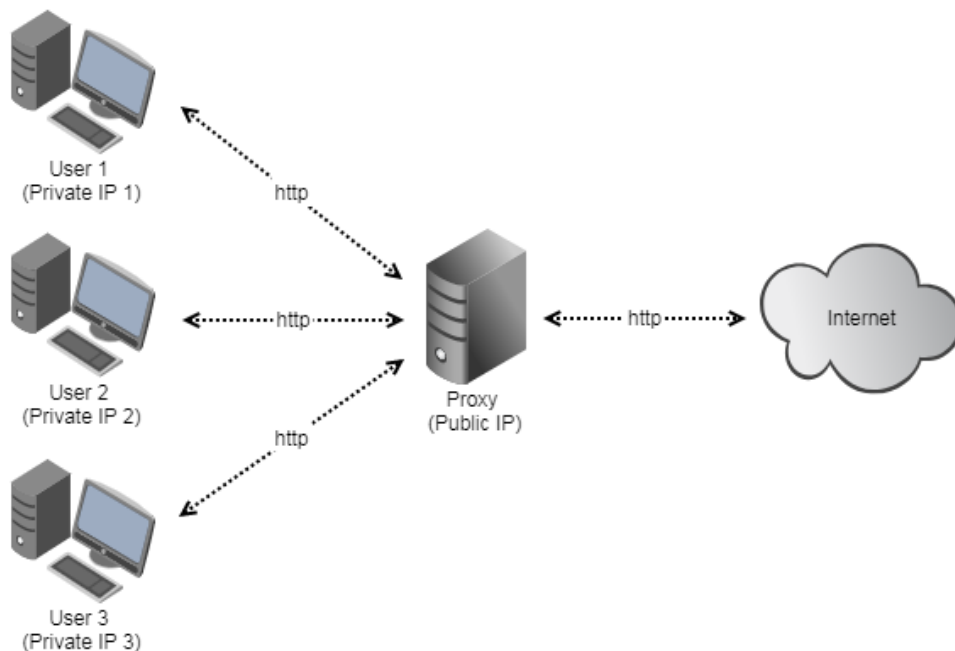 User 1
(Private IP 1)
http
User 2
(Private IP 2)
http
Proxy
(Public IP)
http
Internet
http
User 3
(Private IP 3)